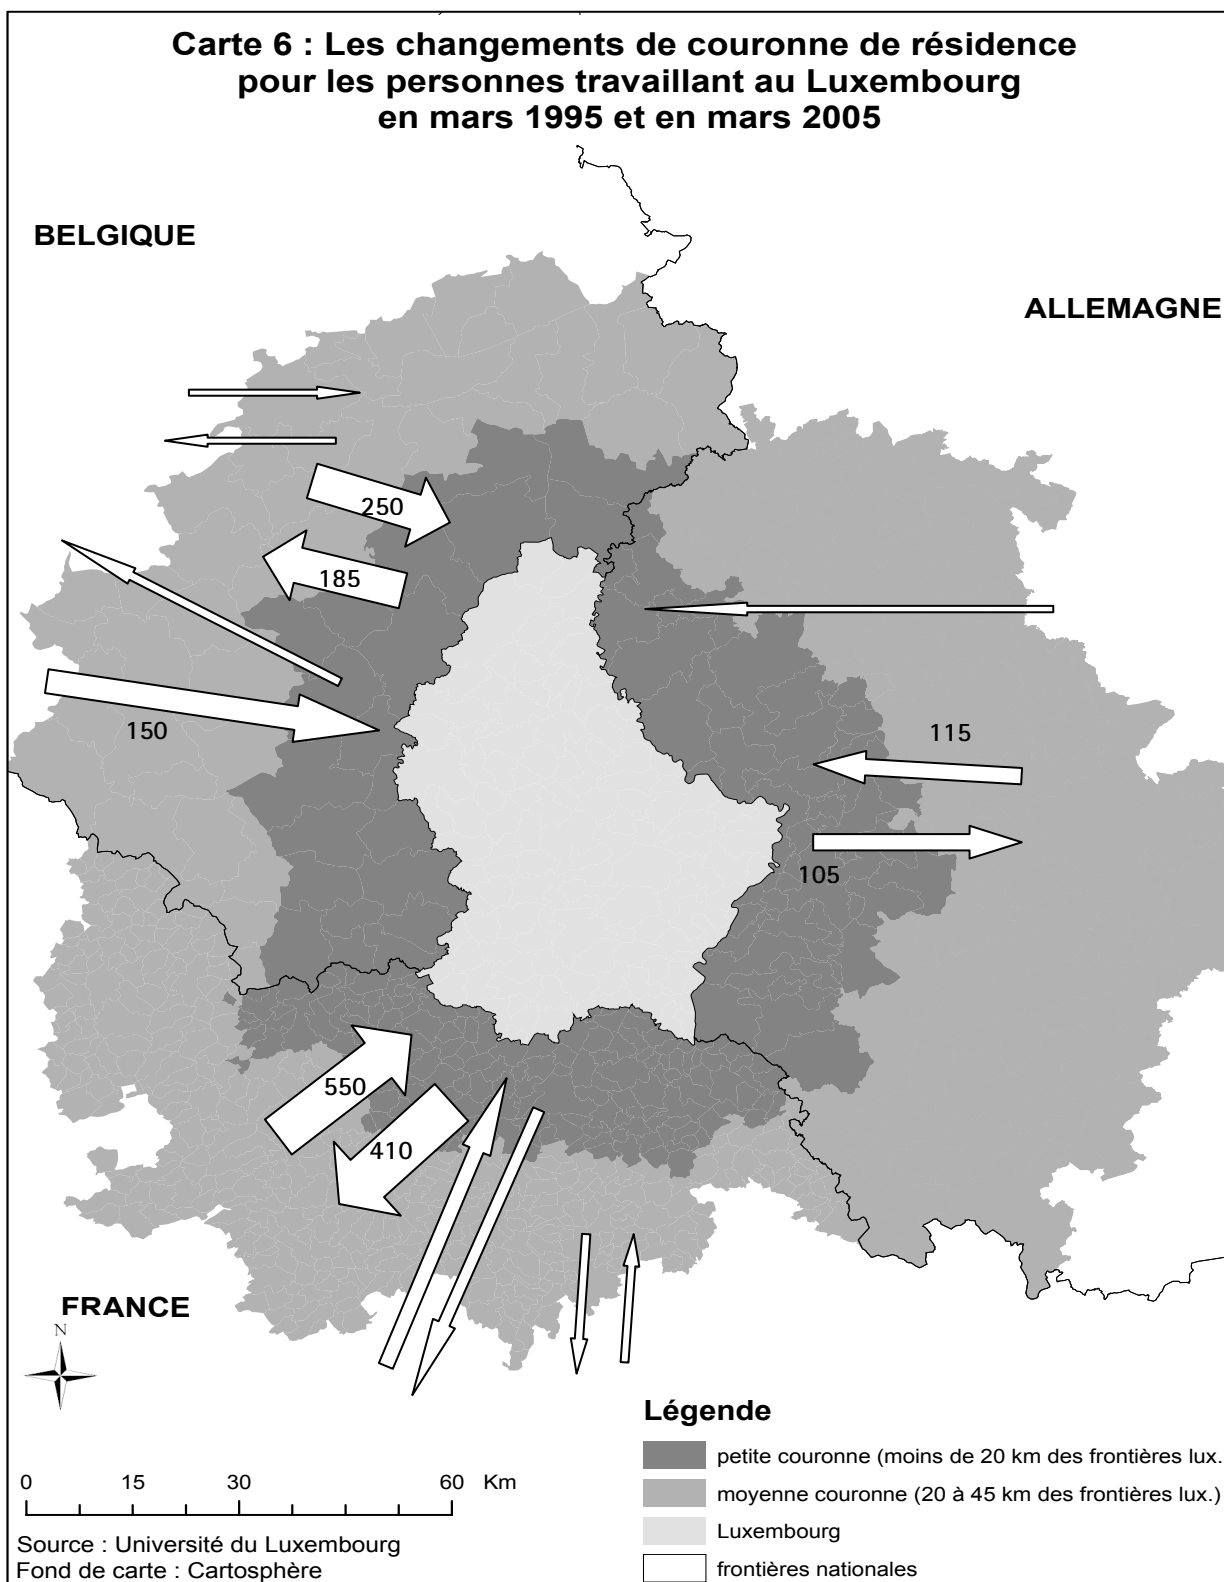 Carte 6 : Les changements de couronne de résidence
pour les personnes travaillant au Luxembourg
en mars 1995 et en mars 2005
BELGIQUE
ALLEMAGNE
250
185
150
115
105
550
410
FRANCE
N
Légende
petite couronne (moins de 20 km des frontières lux.
0 15 30 60 Km
moyenne couronne (20 à 45 km des frontières lux.)
Luxembourg
Source : Université du Luxembourg
Fond de carte : Cartosphère
frontières nationales